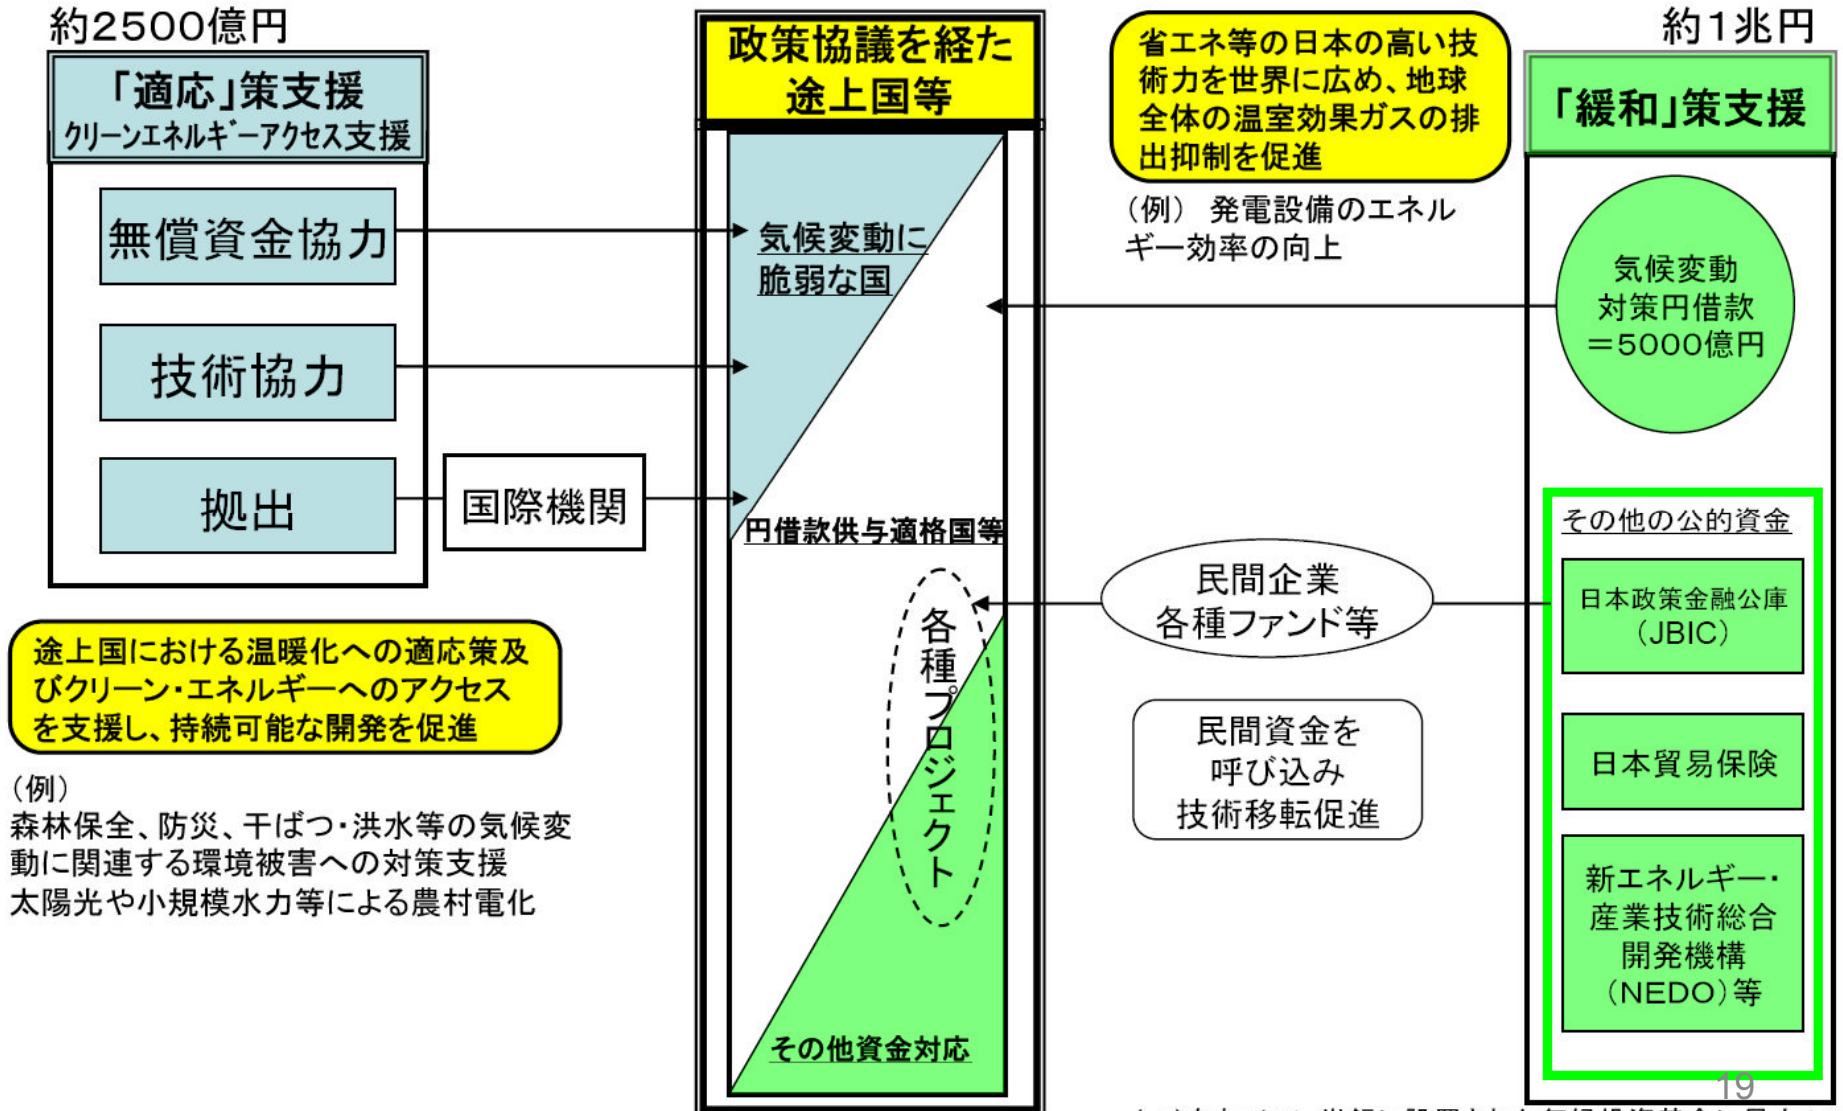 約2500億円
「適応」策支援
クリーンエネルギーアクセス支援
無償資金協力
技術協力
拠出
国際機関
途上国における温暖化への適応策及
びクリーン・エネルギーへのアクセス
を支援し、持続可能な開発を促進
（例）
森林保全、防災、干ばつ・洪水等の気候変
動に関連する環境被害への対策支援
太陽光や小規模水力等による農村電化
政策協議を経た
途上国等
気候変動に
脆弱な国
円借款供与適格国等
各種プロジェクト
その他資金対応
省エネ等の日本の高い技
術力を世界に広め、地球
全体の温室効果ガスの排
出抑制を促進
（例） 発電設備のエネル
ギー効率の向上
民間企業
各種ファンド等
民間資金を
呼び込み
技術移転促進
約1兆円
「緩和」策支援
気候変動
対策円借款
＝5000億円
その他の公的資金
日本政策金融公庫
（JBIC）
日本貿易保険
新エネルギー・
産業技術総合
開発機構
（NEDO）等
19